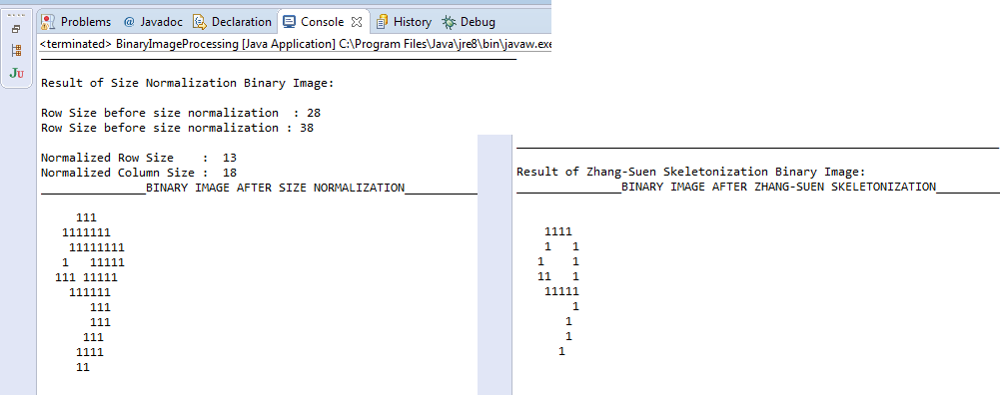 Problems @ Javadoc Declaration Console History Debug
<terminated> BinaryImageProcessing [Java Application] C:\Program Files\Java\jre8\bin\javaw.exe
JU
Result of Size Normalization Binary Image:
Row Size before size normalization  : 28
Row Size before size normalization : 38
Normalized Row Size    :  13
Normalized Column Size :  18
_______________BINARY IMAGE AFTER SIZE NORMALIZATION___________
     111
   1111111
    11111111
   1   11111
  111 11111
    111111
       111
       111
      111
     1111
     11
Result of Zhang-Suen Skeletonization Binary Image:
_______________BINARY IMAGE AFTER ZHANG-SUEN SKELETONIZATION_________
    1111
    1   1
   1    1
   11   1
    11111
        1
       1
       1
      1